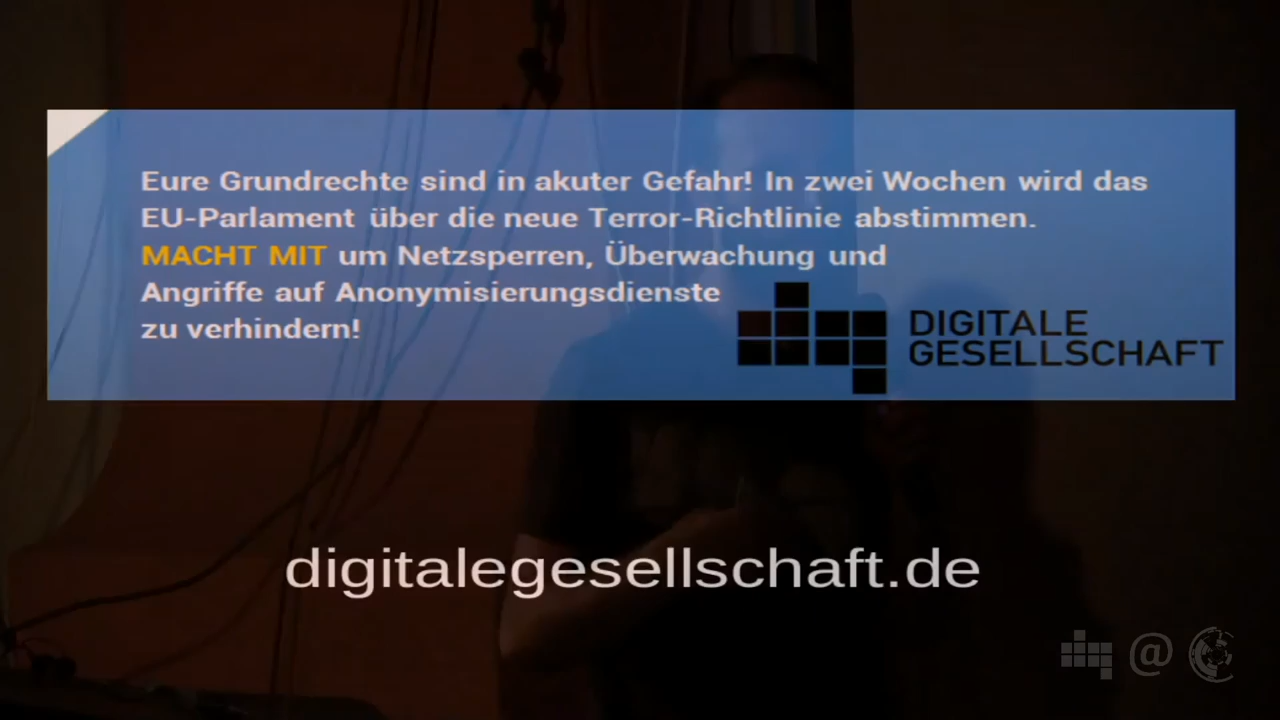 Eure Grundrechte sind in akuter Gefahr! In zwei Wochen wird das
EU-Parlament über die neue Terror-Richtlinie abstimmen.
MACHT MIT um Netzsperren, Überwachung und
Angriffe auf Anonymisierungsdienste
zu verhindern!
DIGITALE
GESELLSCHAFT
digitalegesellschaft.de
@